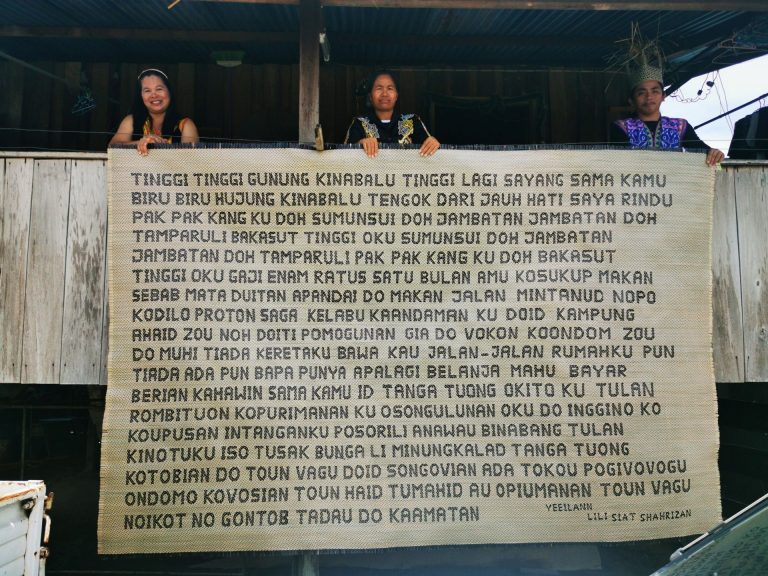 TINGGI TINGGI GUNUNG KINABALU TINGGI LAGI SAYANG SAMA KAMU
BIRU BIRU HUJUNG KINABALU TENGOK DARI JAUH HATI SAYA RINDU
PAK PAK KANG KU DOH SUMUNSUI DOH JAMBATAN JAMBATAN DOH
TAMPARULI BAKASUT TINGGI OKU SUMUNSUI DOH JAMBATAN
JAMBATAN DOH TAMPARULI PAK PAK KANG KU DOH BAKASUT
TINGGI OKU GAJI ENAM RATUS SATU BULAN AMU KOSUKUP MAKAN
SEBAB MATA DUITAN APANDAI DO MAKAN JALAN MINTANUD NOPO
KODILO PROTON SAGA KELABU KAANDAMAN KU DOID KAMPUNG
AHAID ZOU NOH DOITI POMOGUNAN GIA DO VOKON KOONDOM ZOU
DO MUHI TIADA KERETAKU BAWA KAU JALAN-JALAN RUMAHKU PUN
TIADA ADA PUN BAPA PUNYA APALAGI BELANJA MAHU BAYAR
BERIAN KAHAWIN SAMA KAMU ID TANGA TUONG OKITO KU TULAN
ROMBITUON KOPURIMANAN KU OSONGULUNAN OKU DO INGGINO KO
KOUPUSAN INTANGANKU POSORILI ANAWAU BINABANG TULAN
KINOTUKU ISO TUSAK BUNGA LI MINUNGKALAD TANGA TUONG
KOTOBIAN DO TOUN VAGU DOID SONGOVIAN ADA TOKOU POGIVOVOGU
ONDOMO KOVOSIAN TOUN HAID TUMAHID AU OPIUMANAN TOUN VAGU
NOIKOT NO GONTOB TADAU DO KAAMATAN
YEEILANN
LILI SIAT SHAHRIZAN